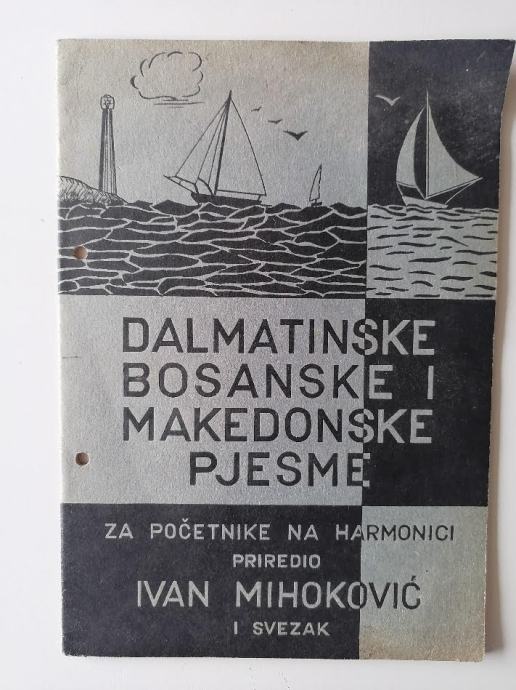 DALMATINSKE
BOSANSKE I
MAKEDONSKE
PJESME
ZA POČETNIKE NA HARMONICI
PRIREDIO
IVAN MIHOKOVIĆ
I SVEZAK